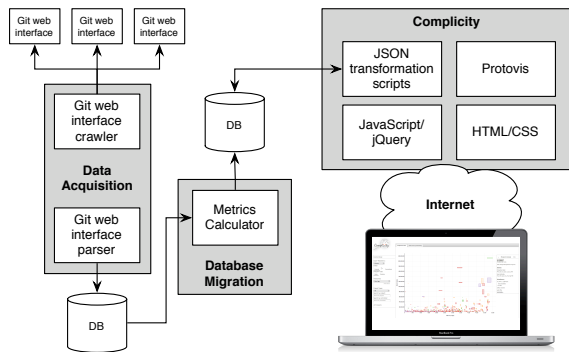 Git web
interface
Git web
interface
Git web
interface
Git web
interface
crawler
Data
Acquisition
Git web
interface
parser
DB
DB
Metrics
Calculator
Database
Migration
Complicity
JSON
transformation
scripts
Protovis
JavaScript/
jQuery
HTML/CSS
Internet